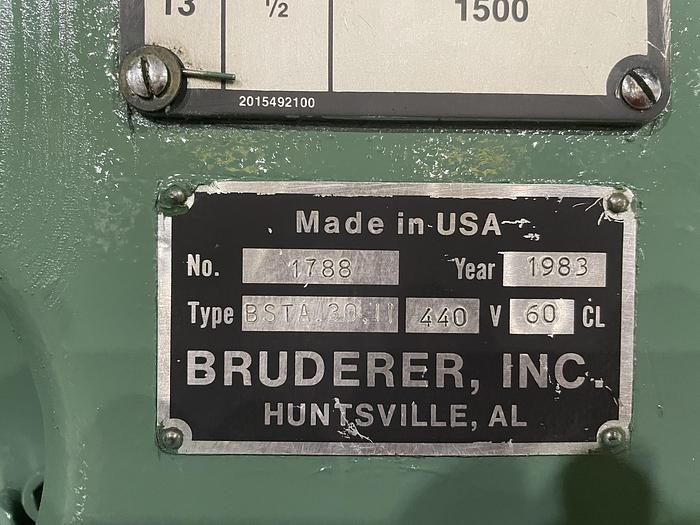 13 ½ 1500
2015492100
Made in USA
No. 1788 Year 1983
Type BSTA.30.II 440 V 60 CL
BRUDERER, INC.
HUNTSVILLE, AL